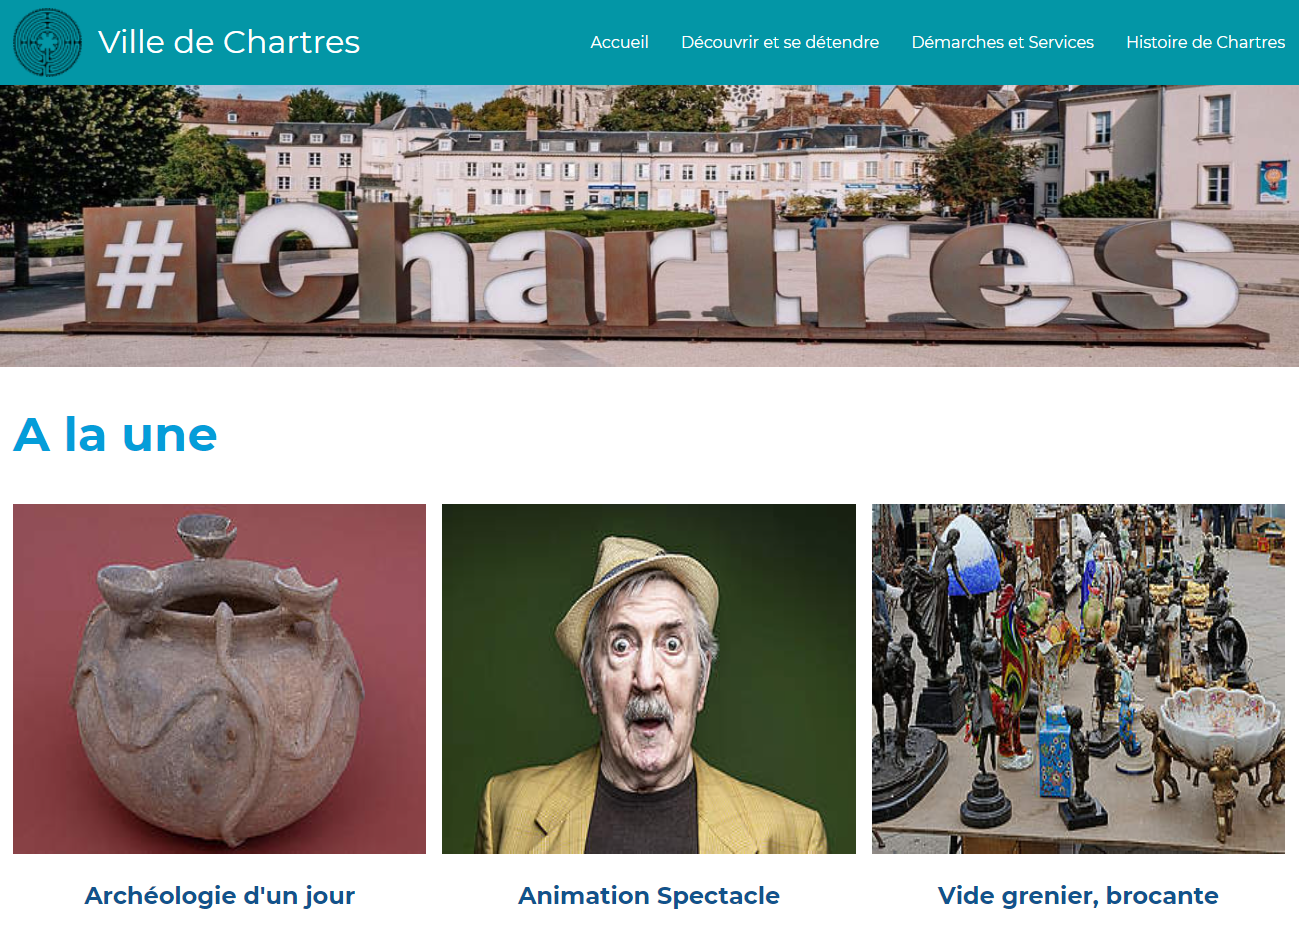 Ville de Chartres
Accueil
Découvrir et se détendre
Démarches et Services
Histoire de Chartres
#Chartres
A la une
Archéologie d'un jour
Animation Spectacle
Vide grenier, brocante